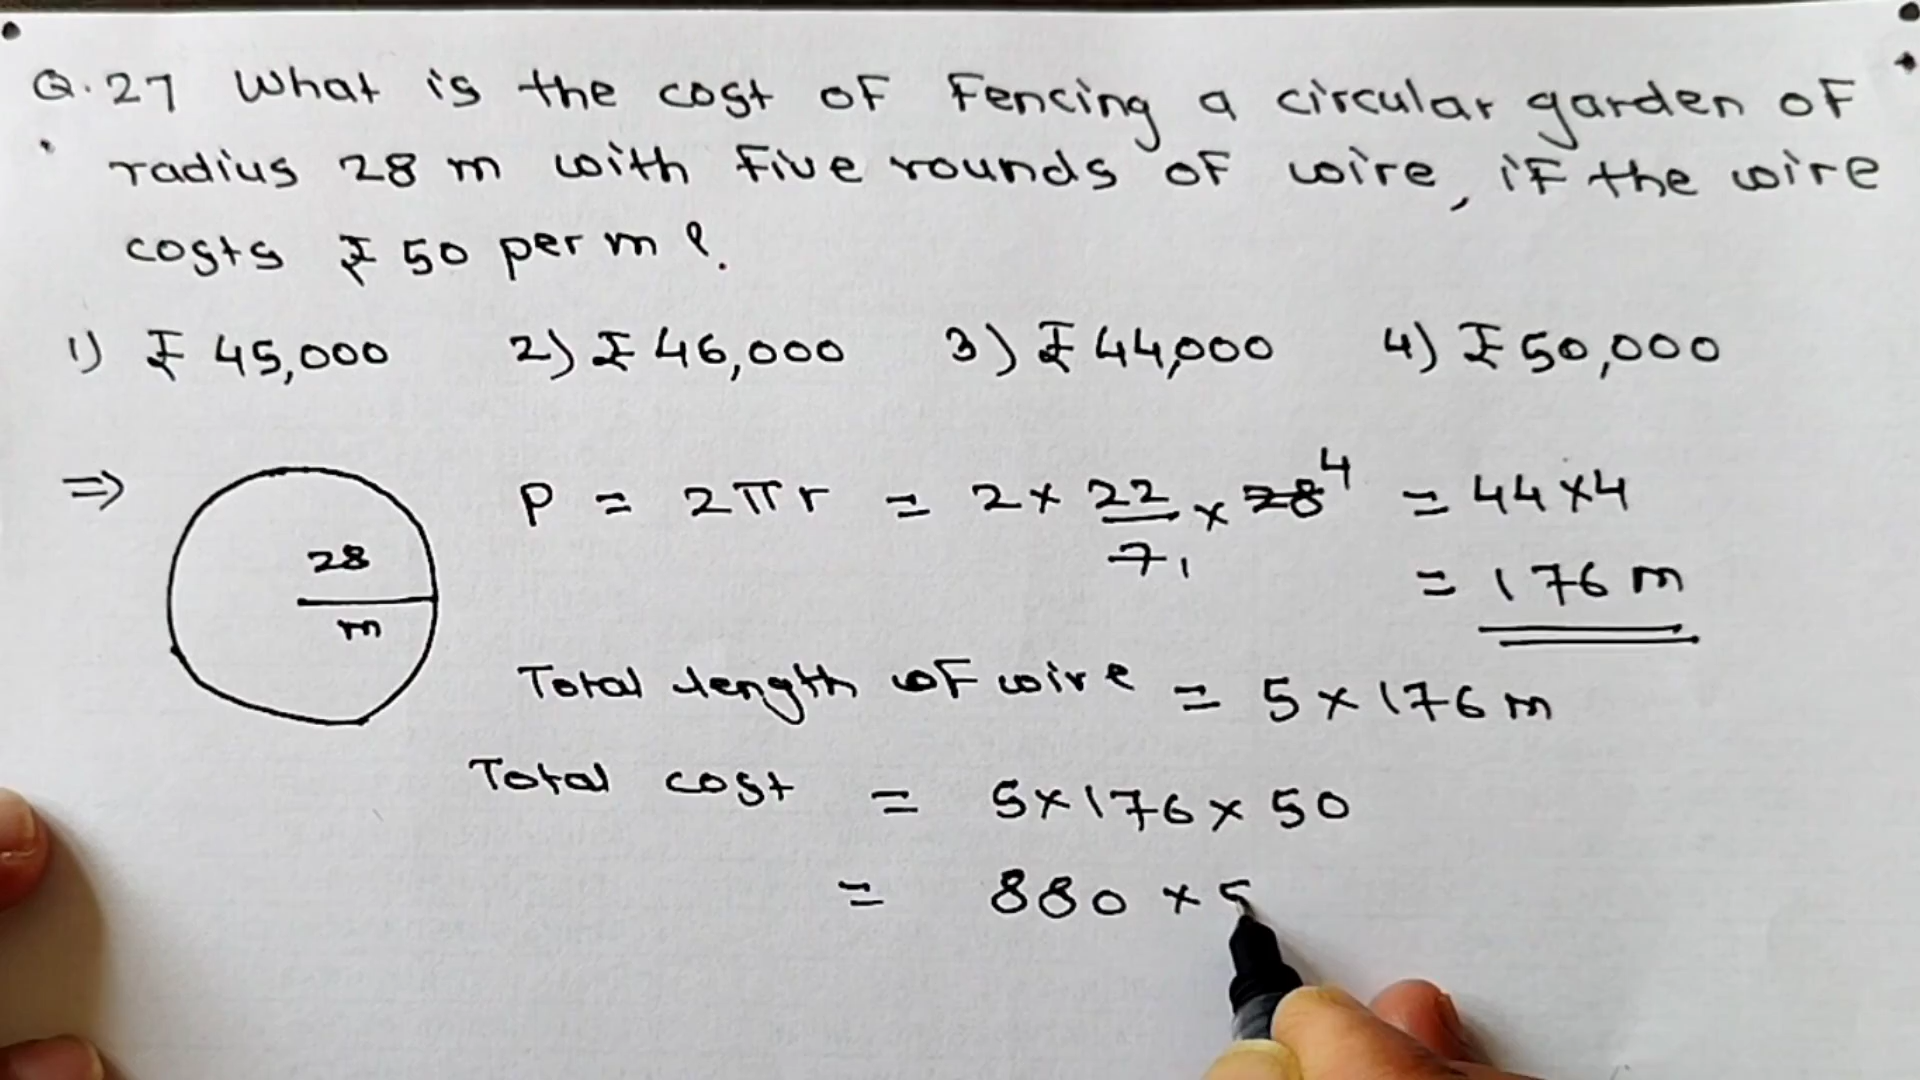 Q.27 What is the cost of Fencing a circular garden of
radius 28 m with five rounds of wire, if the wire
costs ₹ 50 per m?
1) ₹ 45,000 2) ₹ 46,000 3) ₹ 44,000 4) ₹ 50,000
⇒ P = 2πr = 2 × 22/7 × 28 = 44 × 4
28 m
4
1
= 176 m
Total length of wire = 5 × 176 m
Total cost = 5 × 176 × 50
= 880 × 5